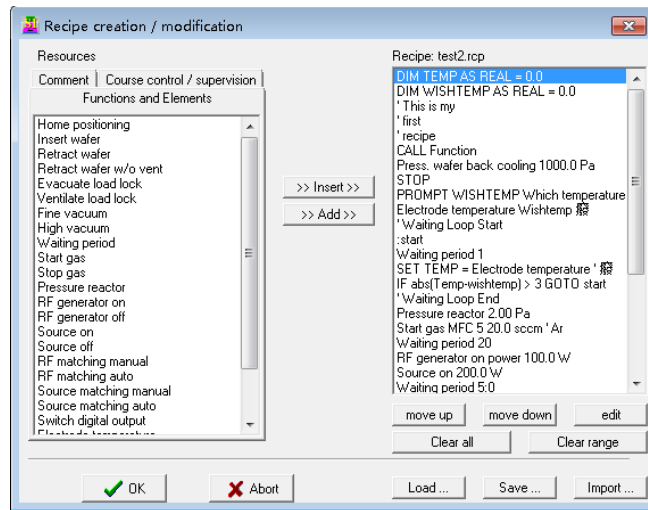 Recipe creation / modification
Resources
Comment
Course control / supervision
Functions and Elements
Home positioning
Insert wafer
Retract wafer
Retract wafer w/o vent
Evacuate load lock
Ventilate load lock
Fine vacuum
High vacuum
Waiting period
Start gas
Stop gas
Pressure reactor
RF generator on
RF generator off
Source on
Source off
RF matching manual
RF matching auto
Source matching manual
Source matching auto
Switch digital output
Electrode temperature
>> Insert >>
>> Add >>
Recipe: test2.rcp
DIM TEMP AS REAL = 0.0
DIM WISHTEMP AS REAL = 0.0
' This is my
' first
' recipe
CALL Function
Press. wafer back cooling 1000.0 Pa
STOP
PROMPT WISHTEMP Which temperature
Electrode temperature Wishtemp
' Waiting Loop Start
:start
Waiting period 1
SET TEMP = Electrode temperature '
IF abs(Temp-wishtemp) > 3 GOTO start
' Waiting Loop End
Pressure reactor 2.00 Pa
Start gas MFC 5 20.0 sccm ' Ar
Waiting period 20
RF generator on power 100.0 W
Source on 200.0 W
Waiting period 5:0
move up
move down
edit
Clear all
Clear range
OK
Abort
Load ...
Save ...
Import ...